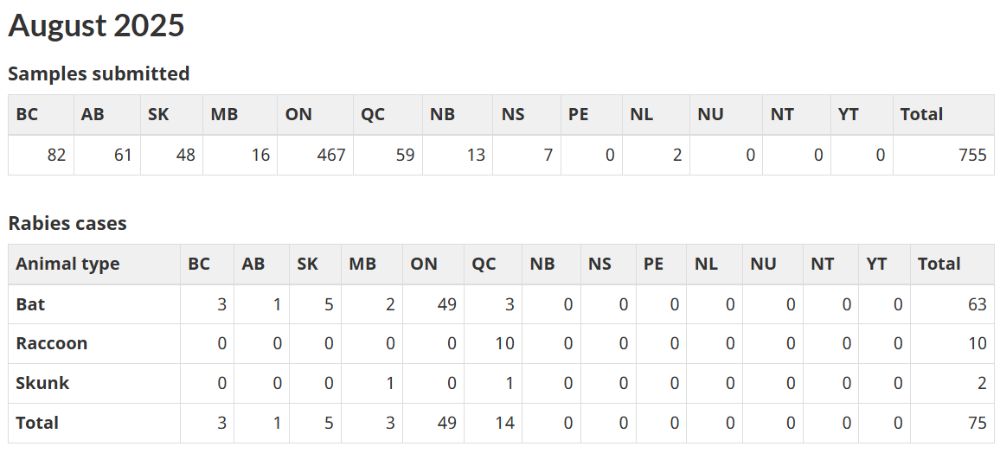 August 2025
Samples submitted
BC AB SK MB ON QC NB NS PE NL NU NT YT Total
82 61 48 16 467 59 13 7 0 2 0 0 0 755
Rabies cases
Animal type BC AB SK MB ON QC NB NS PE NL NU NT YT Total
Bat 3 1 5 2 49 3 0 0 0 0 0 0 0 63
Raccoon 0 0 0 0 0 10 0 0 0 0 0 0 0 10
Skunk 0 0 0 1 0 1 0 0 0 0 0 0 0 2
Total 3 1 5 3 49 14 0 0 0 0 0 0 0 75